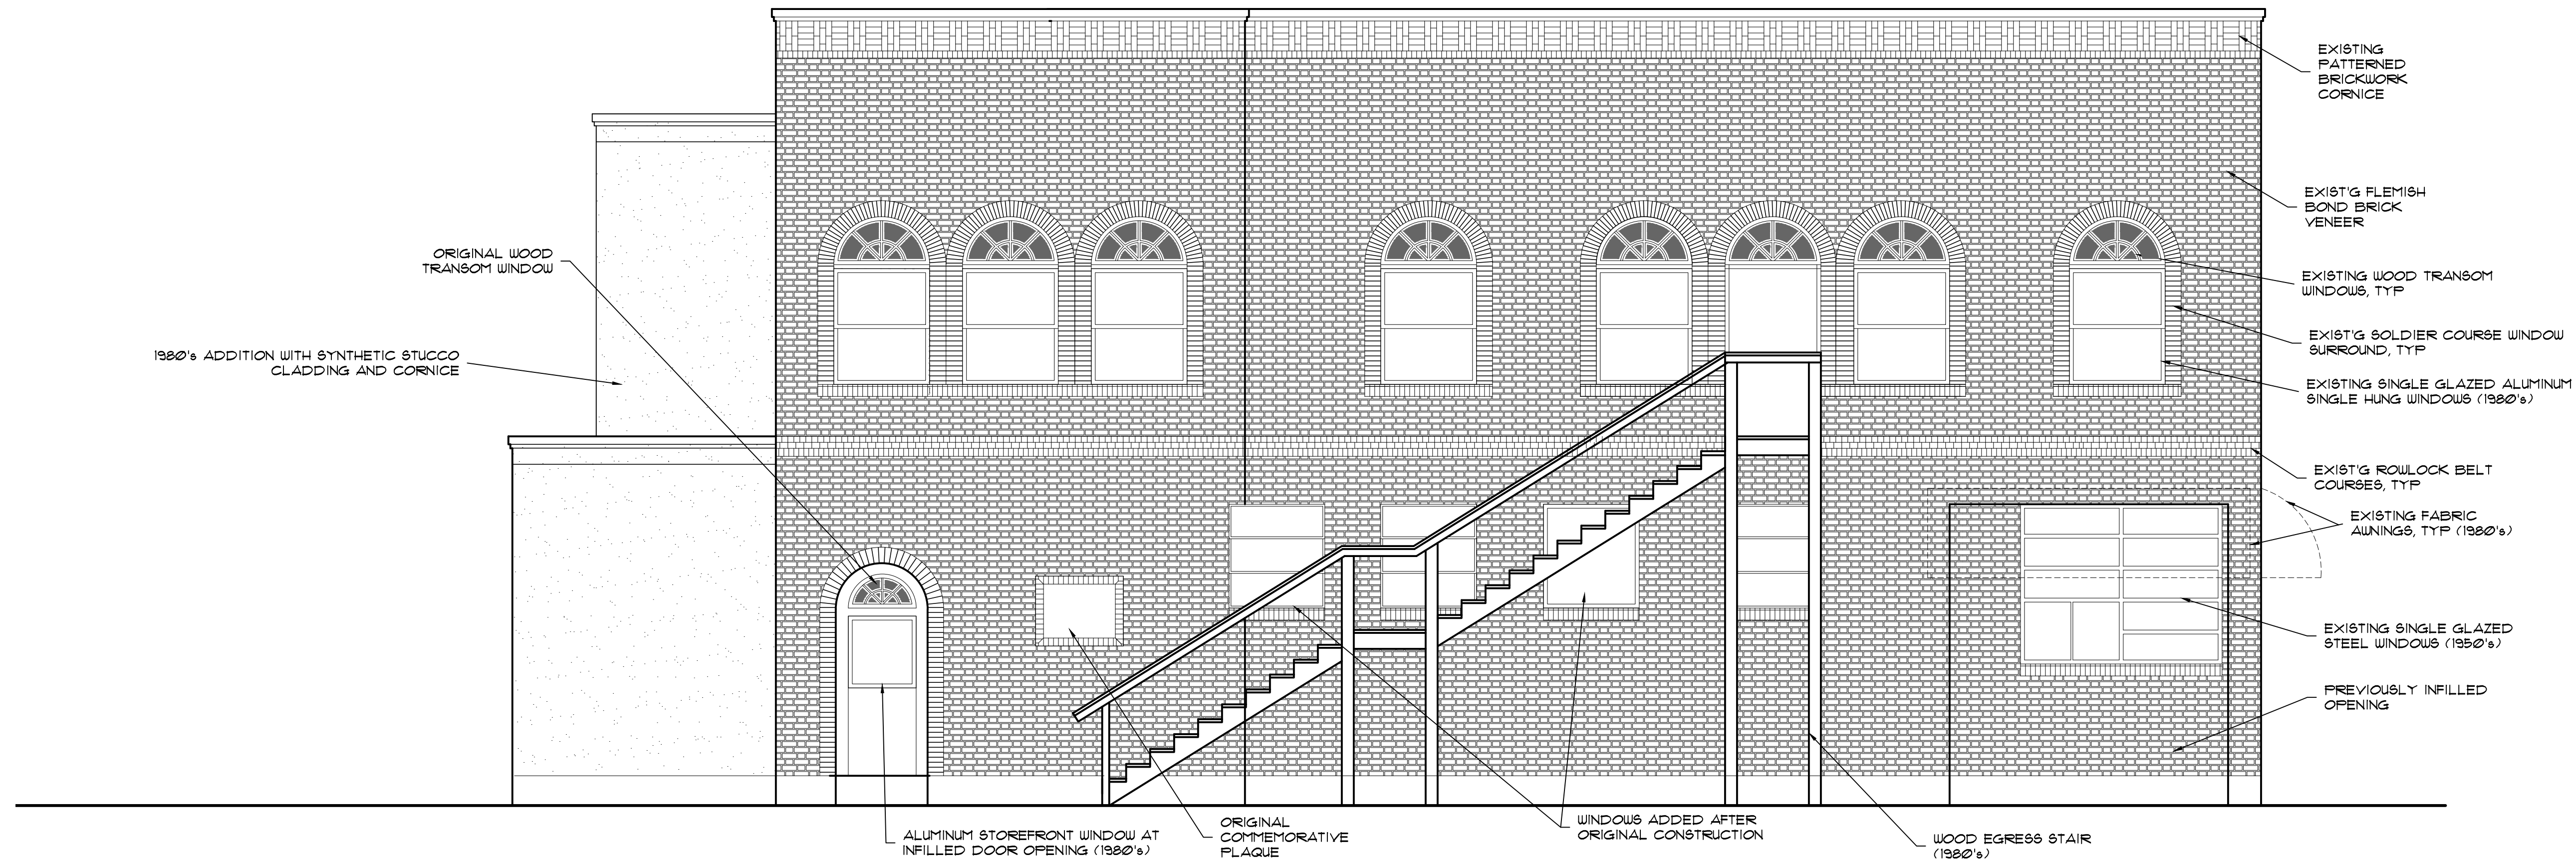 EXISTING
PATTERNED
BRICKWORK
CORNICE
EXIST'G FLEMISH
BOND BRICK
VENEER
ORIGINAL WOOD
TRANSOM WINDOW
EXISTING WOOD TRANSOM
WINDOWS, TYP
EXIST'G SOLDIER COURSE WINDOW
SURROUND, TYP
1980's ADDITION WITH SYNTHETIC STUCCO
CLADDING AND CORNICE
EXISTING SINGLE GLAZED ALUMINUM
SINGLE HUNG WINDOWS (1980's)
EXIST'G ROWLOCK BELT
COURSES, TYP
EXISTING FABRIC
AWNINGS, TYP (1980's)
EXISTING SINGLE GLAZED
STEEL WINDOWS (1950's)
PREVIOUSLY INFILLED
OPENING
ALUMINUM STOREFRONT WINDOW AT
INFILLED DOOR OPENING (1980's)
ORIGINAL
COMMEMORATIVE
PLAQUE
WINDOWS ADDED AFTER
ORIGINAL CONSTRUCTION
WOOD EGRESS STAIR
(1980's)